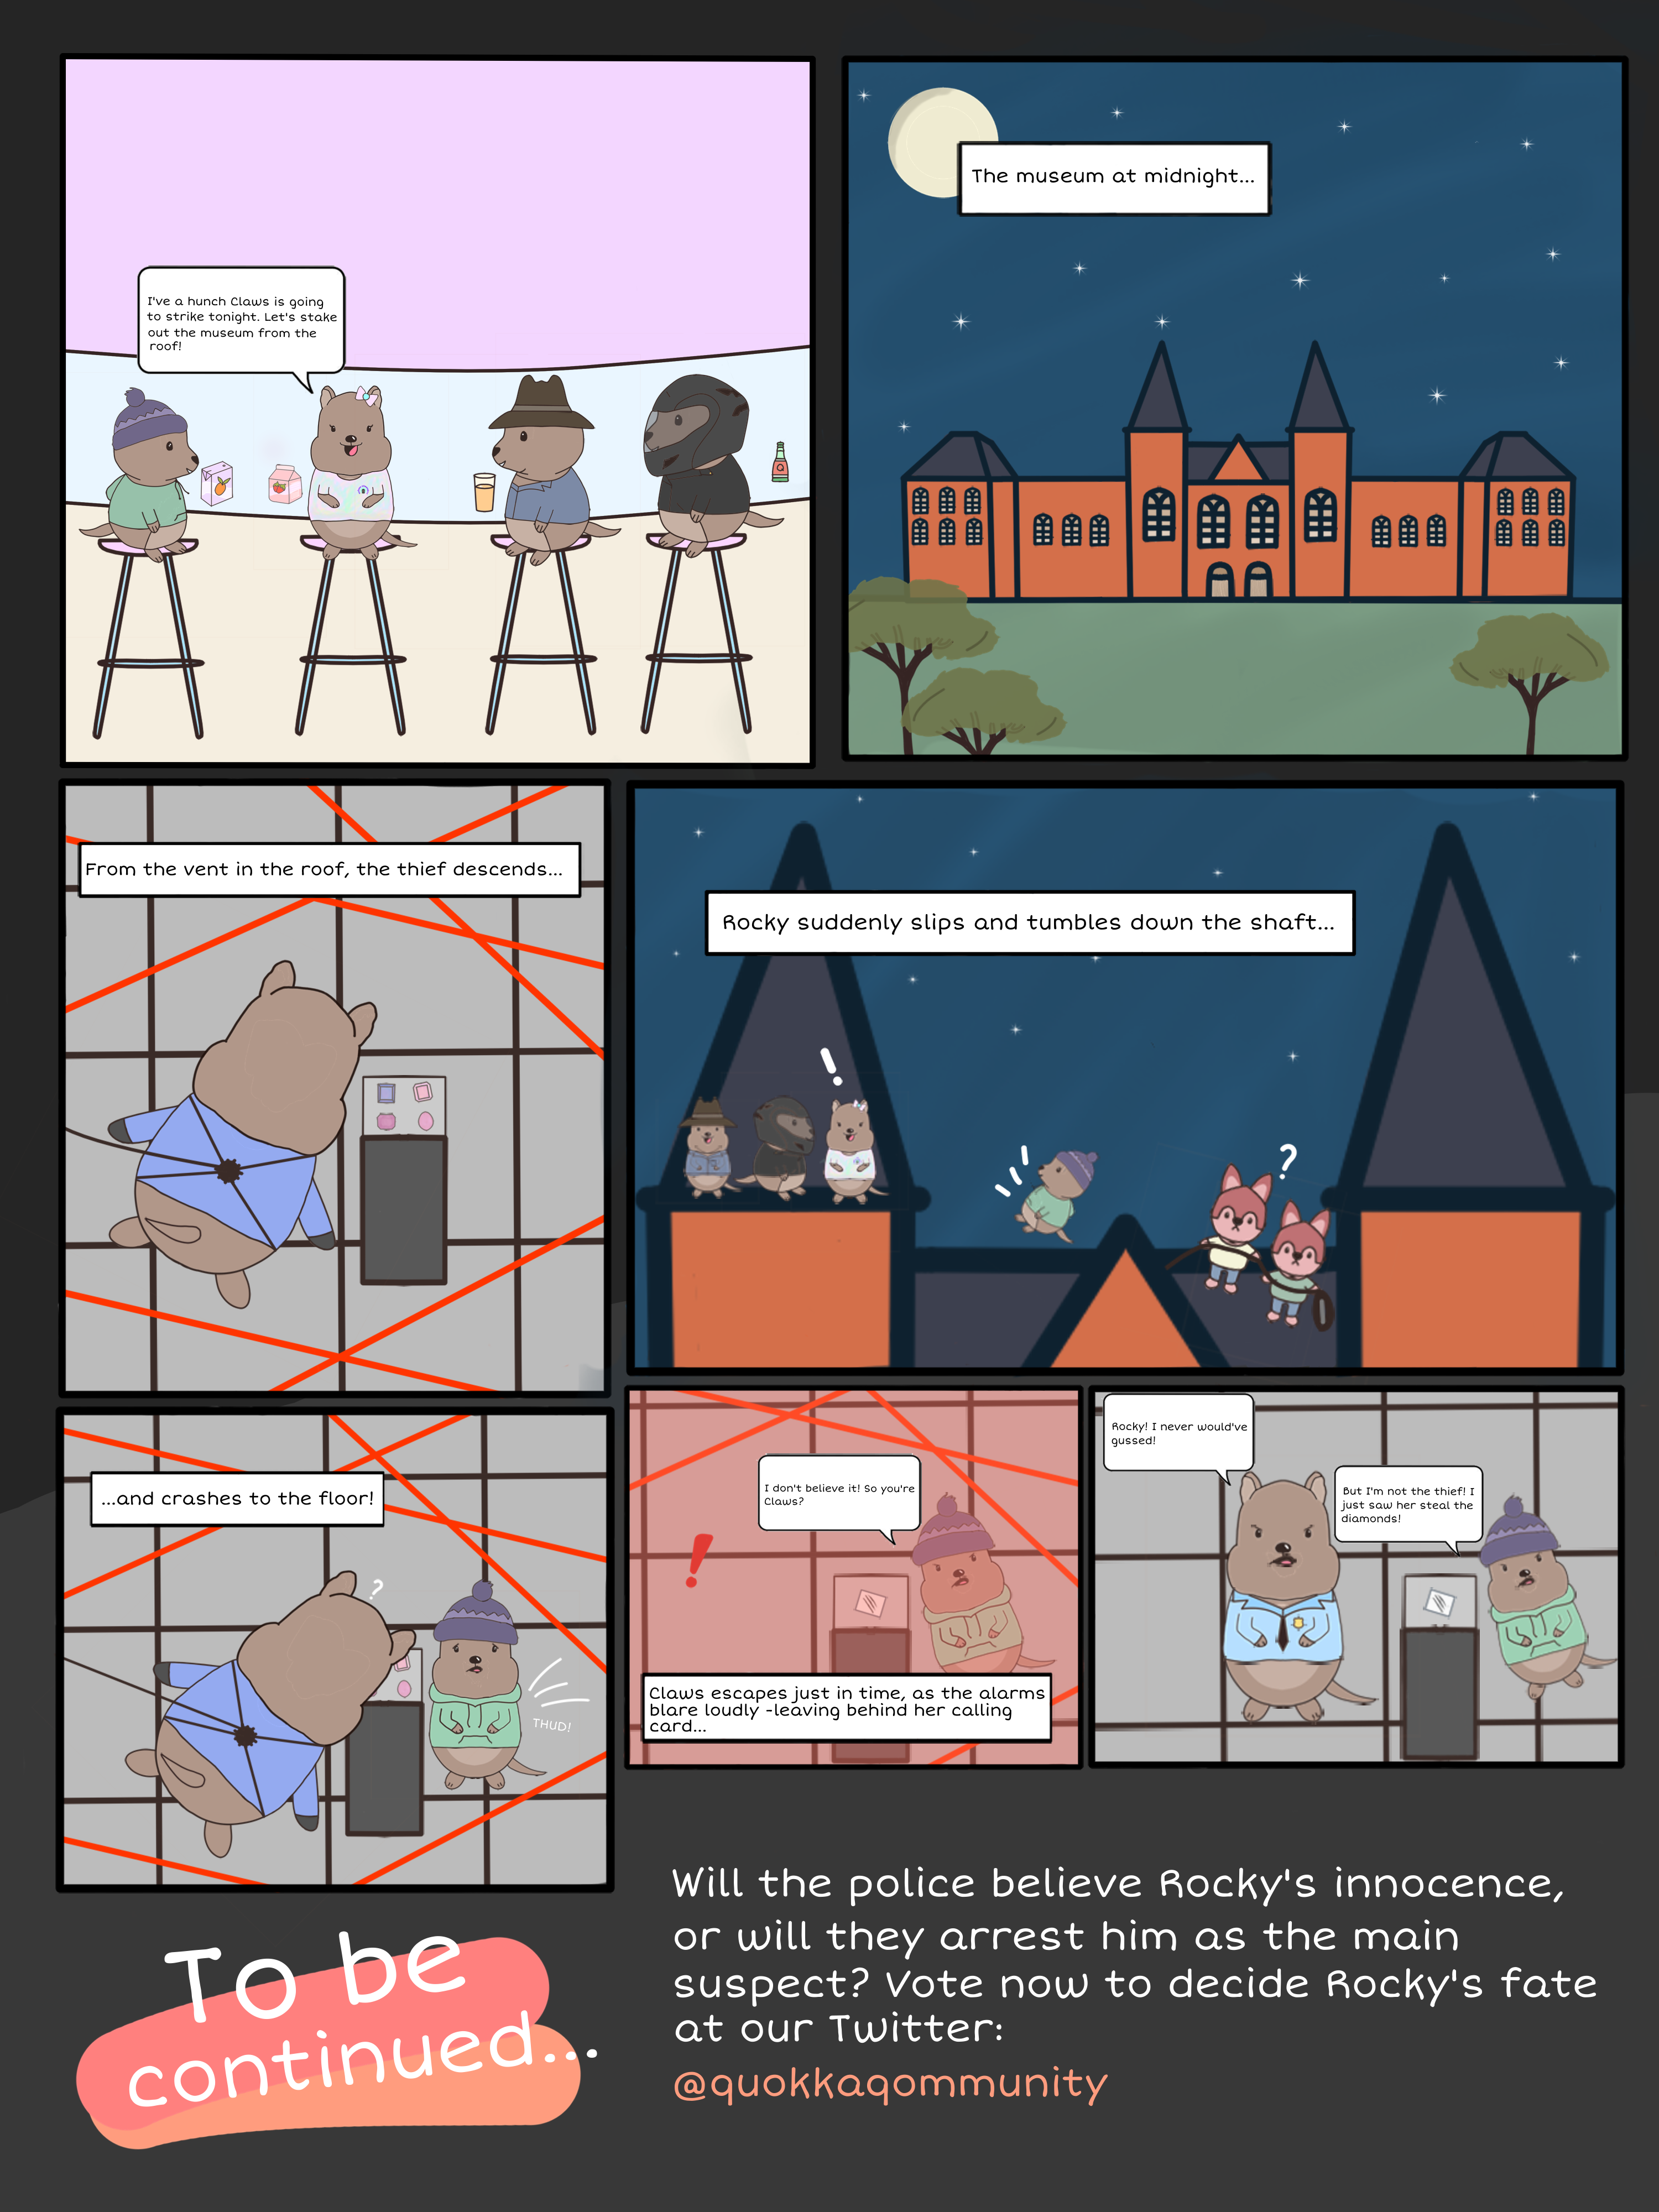 I've a hunch Claws is going
to strike tonight. Let's stake
out the museum from the
roof!
Q
The museum at midnight...
From the vent in the roof, the thief descends...
Rocky suddenly slips and tumbles down the shaft...
!
?
...and crashes to the floor!
?
THUD!
I don't believe it! So you're
Claws?
!
Claws escapes just in time, as the alarms
blare loudly -leaving behind her calling
card...
Rocky! I never would've
gussed!
But I'm not the thief! I
just saw her steal the
diamonds!
To be
continued...
Will the police believe Rocky's innocence,
or will they arrest him as the main
suspect? Vote now to decide Rocky's fate
at our Twitter:
@quokkaqommunity